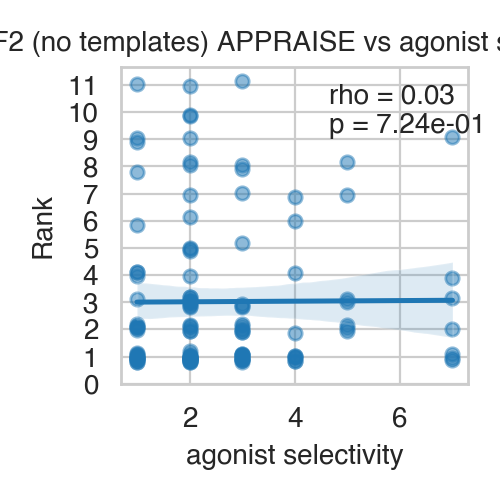 F2 (no templates) APPRAISE vs agonist s
rho = 0.03
p = 7.24e-01
Rank
11
10
9
8
7
6
5
4
3
2
1
0
2 4 6
agonist selectivity